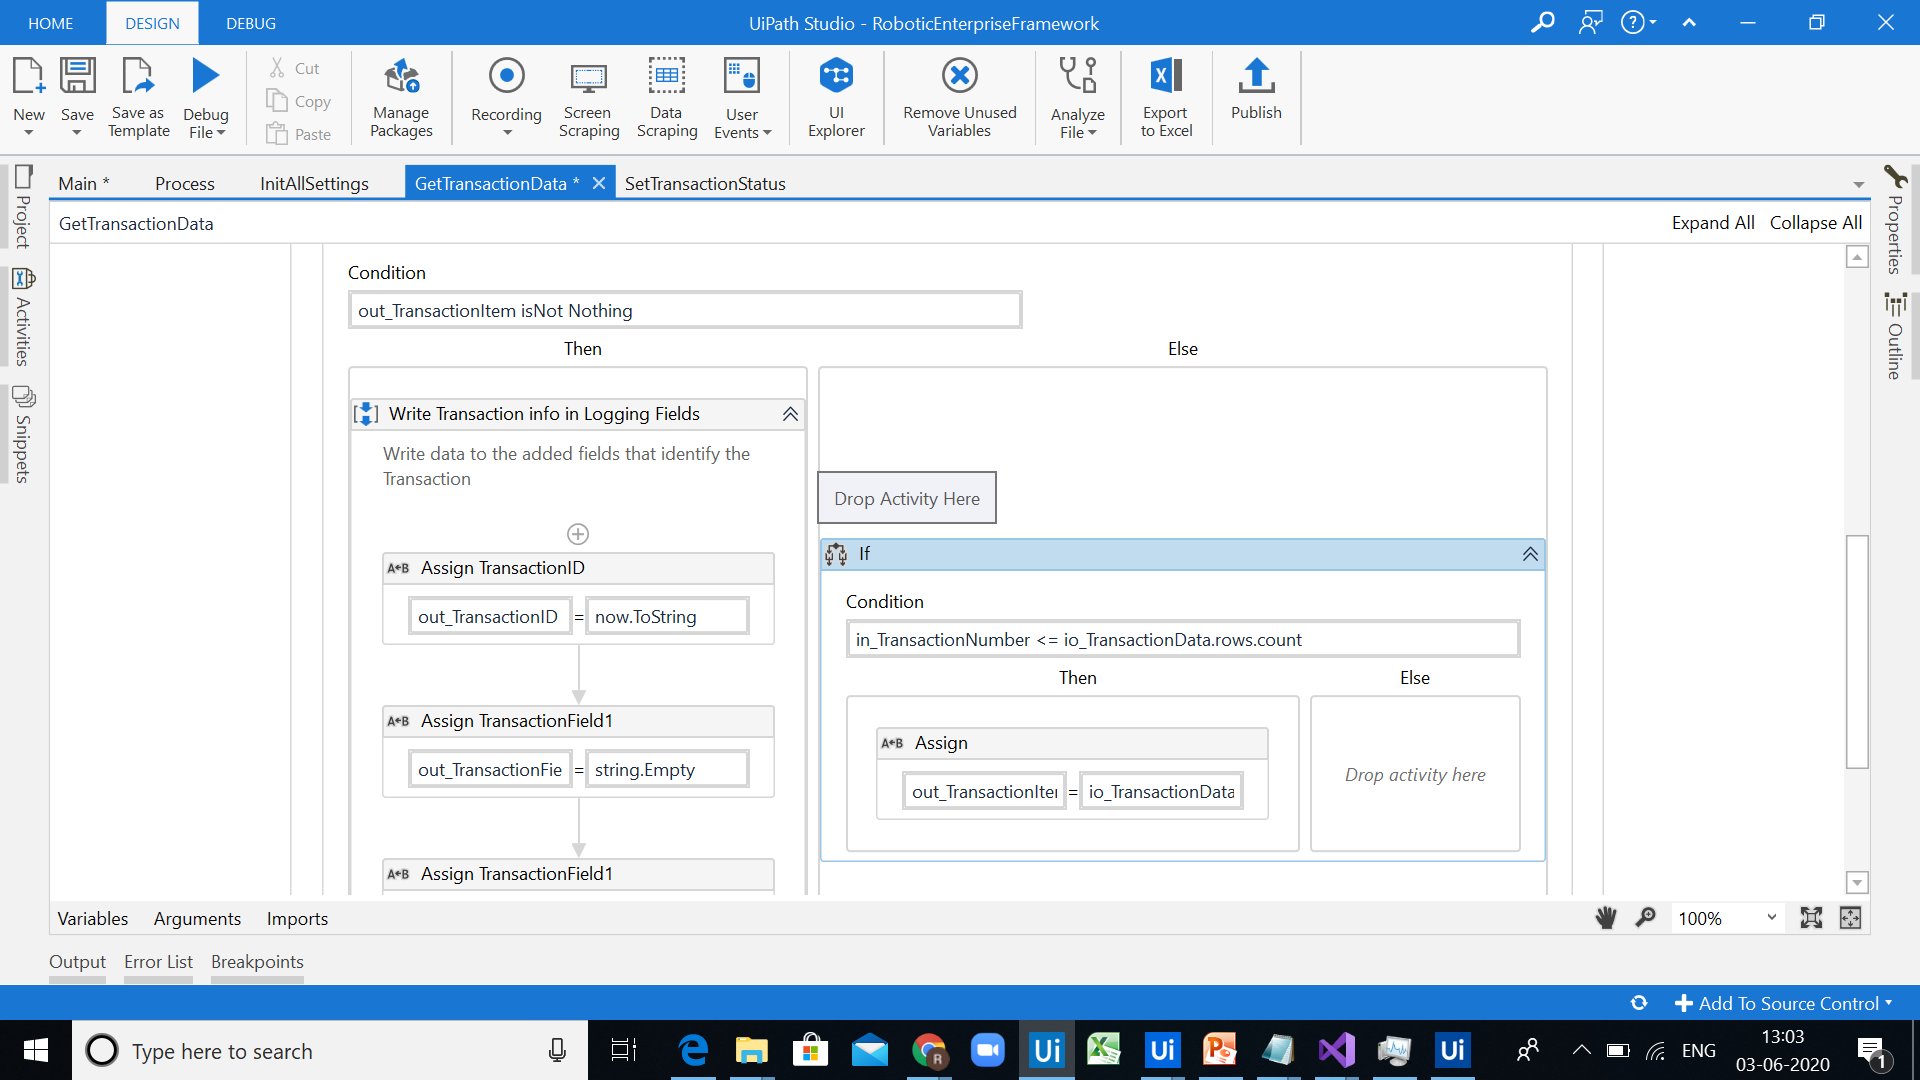 HOME DESIGN DEBUG UiPath Studio - RoboticEnterpriseFramework
New Save Save as Template Debug File Cut Copy Paste Manage Packages Recording Screen Scraping Data Scraping User Events UI Explorer Remove Unused Variables Analyze File Export to Excel Publish
Main * Process InitAllSettings GetTransactionData * SetTransactionStatus
GetTransactionData Expand All Collapse All
Project
Activities
Snippets
Properties
Outline
Condition
out_TransactionItem isNot Nothing
Then Else
Write Transaction info in Logging Fields
Write data to the added fields that identify the
Transaction
A←B Assign TransactionID
out_TransactionID = now.ToString
A←B Assign TransactionField1
out_TransactionFie = string.Empty
A←B Assign TransactionField1
Drop Activity Here
If
Condition
in_TransactionNumber <= io_TransactionData.rows.count
Then Else
A←B Assign
out_TransactionIter = io_TransactionData
Drop activity here
Variables Arguments Imports 100%
Output Error List Breakpoints
Add To Source Control
Type here to search
ENG
13:03
03-06-2020
1